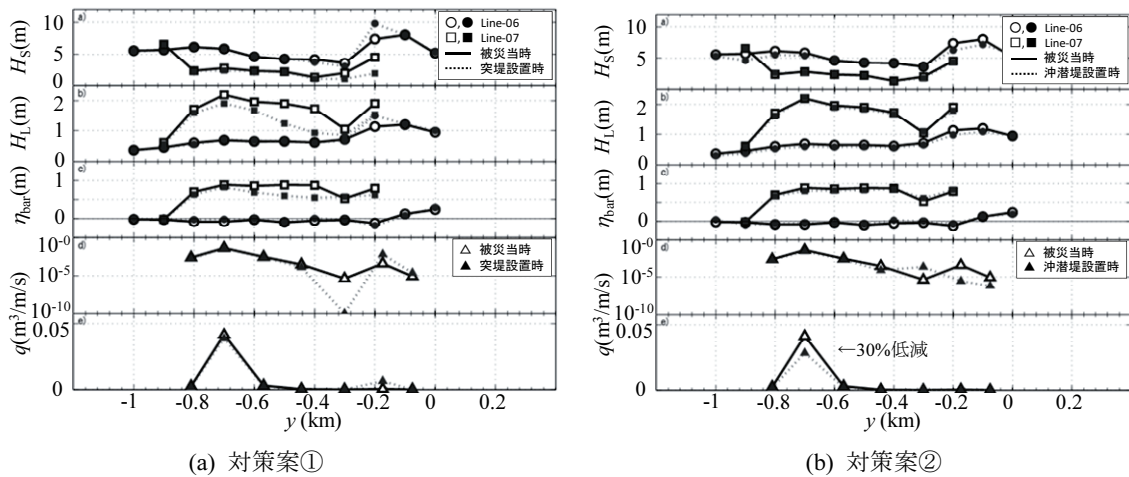 a)
10
5
0
H_S(m)
Line-06
Line-07
被災当時
突堤設置時
b)
2
1
0
H_L(m)
c)
1
0
η_bar(m)
d)
10^-0
10^-5
10^-10
被災当時
突堤設置時
e)
0.05
0
q(m³/m/s)
-1 -0.8 -0.6 -0.4 -0.2 0 0.2
y (km)
(a) 対策案①
a)
10
5
0
H_S(m)
Line-06
Line-07
被災当時
沖潜堤設置時
b)
2
1
0
H_L(m)
c)
1
0
η_bar(m)
d)
10^-0
10^-5
10^-10
被災当時
沖潜堤設置時
e)
0.05
0
q(m³/m/s)
←30%低減
-1 -0.8 -0.6 -0.4 -0.2 0 0.2
y (km)
(b) 対策案②